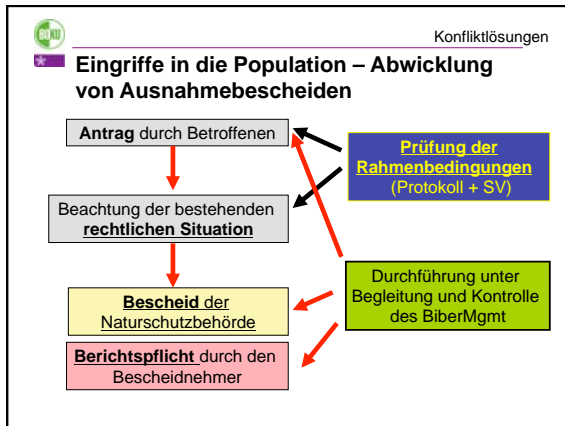 BOKU
Konfliktlösungen
Eingriffe in die Population – Abwicklung
von Ausnahmebescheiden
Antrag durch Betroffenen
Prüfung der
Rahmenbedingungen
(Protokoll + SV)
Beachtung der bestehenden
rechtlichen Situation
Durchführung unter
Begleitung und Kontrolle
des BiberMgmt
Bescheid der
Naturschutzbehörde
Berichtspflicht durch den
Bescheidnehmer